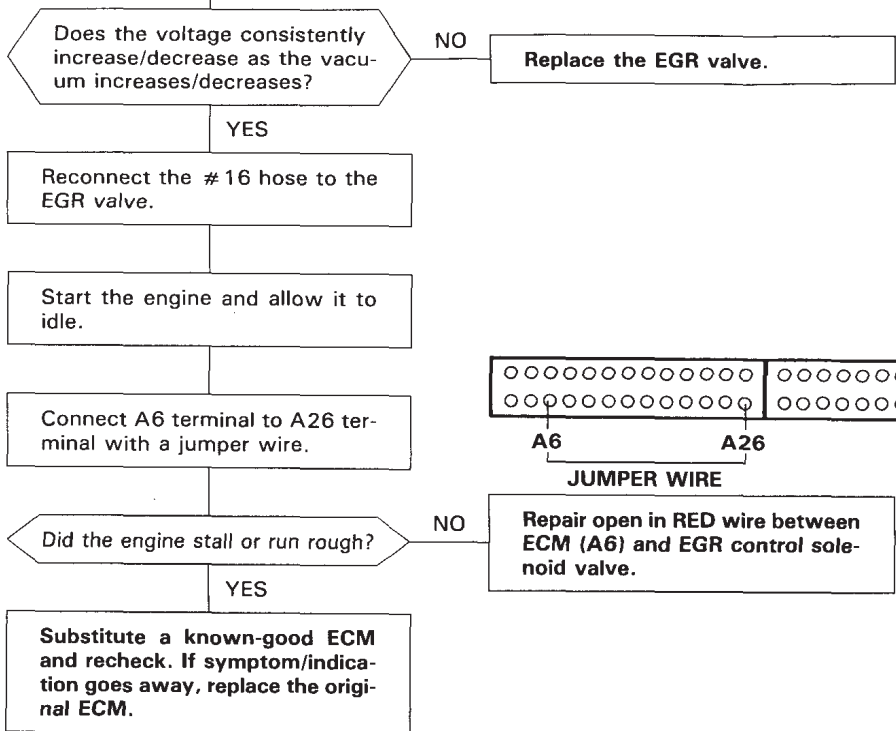 Does the voltage consistently
increase/decrease as the vacu-
um increases/decreases?
NO
Replace the EGR valve.
YES
Reconnect the #16 hose to the
EGR valve.
Start the engine and allow it to
idle.
Connect A6 terminal to A26 ter-
minal with a jumper wire.
A6
A26
JUMPER WIRE
Did the engine stall or run rough?
NO
Repair open in RED wire between
ECM (A6) and EGR control sole-
noid valve.
YES
Substitute a known-good ECM
and recheck. If symptom/indica-
tion goes away, replace the origi-
nal ECM.